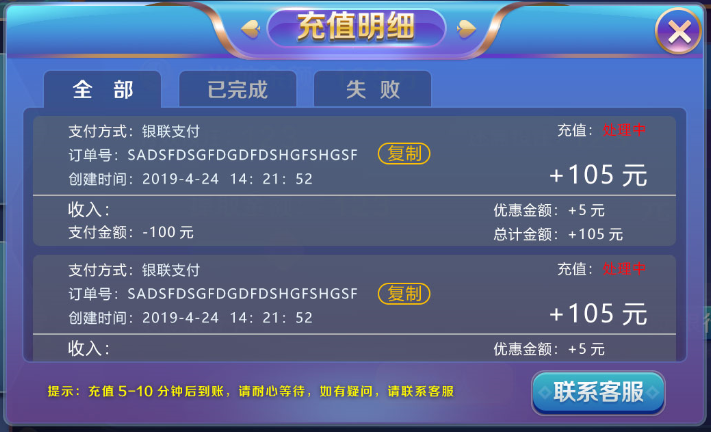 充值明细
全 部
已完成
失 败
支付方式：银联支付
充值：处理中
订单号：SADSFDSGFDGDFDSHGFSHGSF
复制
创建时间：2019-4-24 14：21：52
+105 元
收入：
优惠金额：+5 元
支付金额：-100 元
总计金额：+105 元
支付方式：银联支付
充值：处理中
订单号：SADSFDSGFDGDFDSHGFSHGSF
复制
创建时间：2019-4-24 14：21：52
+105 元
收入：
优惠金额：+5 元
提示：充值 5-10 分钟后到账，请耐心等待，如有疑问，请联系客服
联系客服